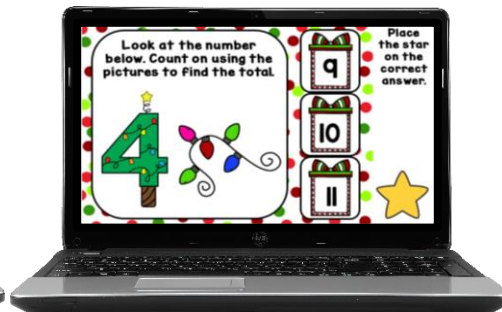 Look at the number
below. Count on using the
pictures to find the total.
4
9
10
11
Place
the star
on the
correct
answer.